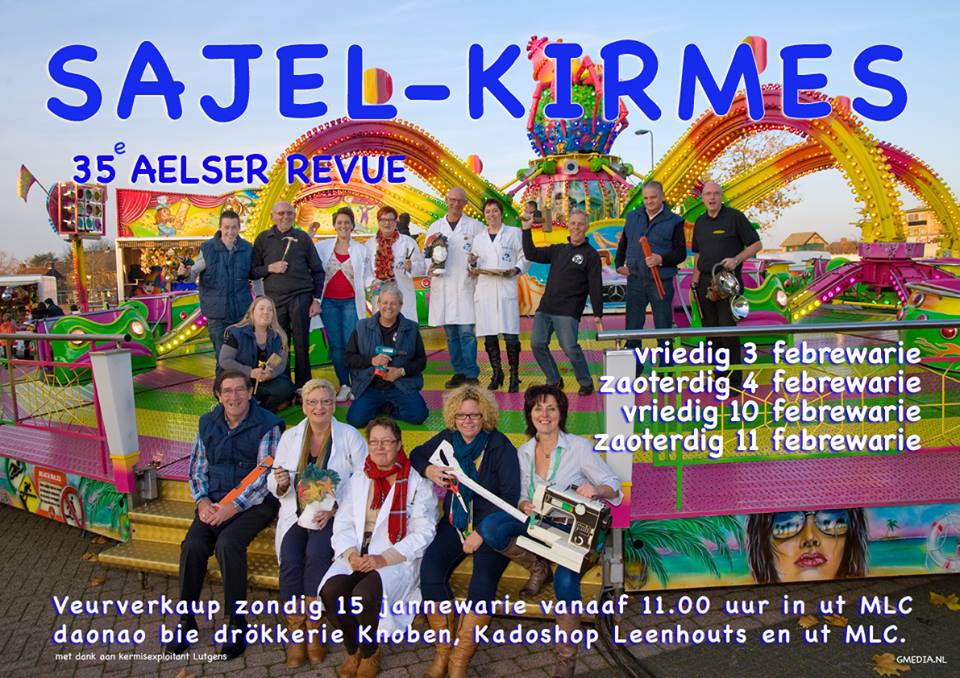 SAJEL-KIRMES
35e AELSER REVUE
vriedig 3 febrewarie
zaoterdig 4 febrewarie
vriedig 10 febrewarie
zaoterdig 11 febrewarie
Veurverkaup zondig 15 jannewarie vanaaf 11.00 uur in ut MLC
daonao bie drökkerie Knoben, Kadoshop Leenhouts en ut MLC.
met dank aan kermisexploitant Lutgens
GMEDIA.NL